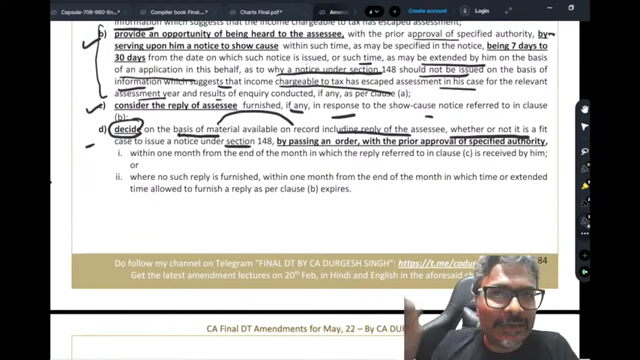 Capsule-709-960-En
Compiler Final DT
Charts Final
Amendme
information which suggests that the income chargeable to tax has escaped assessment;
b) provide an opportunity of being heard to the assessee, with the prior approval of specified authority, by
serving upon him a notice to show cause within such time, as may be specified in the notice, being 7 days to
30 days from the date on which such notice is issued, or such time, as may be extended by him on the basis
of an application in this behalf, as to why a notice under section 148 should not be issued on the basis of
information which suggests that income chargeable to tax has escaped assessment in his case for the relevant
assessment year and results of enquiry conducted, if any, as per clause (a);
c) consider the reply of assessee furnished, if any, in response to the show-cause notice referred to in clause
(b);
d) decide on the basis of material available on record including reply of the assessee, whether or not it is a fit
case to issue a notice under section 148, by passing an order, with the prior approval of specified authority,
i. within one month from the end of the month in which the reply referred to in clause (c) is received by him;
or
ii. where no such reply is furnished, within one month from the end of the month in which time or extended
time allowed to furnish a reply as per clause (b) expires.
Do follow my channel on Telegram "FINAL DT BY CA DURGESH SINGH" https://t.me/cadurges
84
Get the latest amendment lectures on 20th Feb, in Hindi and English in the aforesaid ch
CA Final DT Amendments for May, 22 – By CA Durg